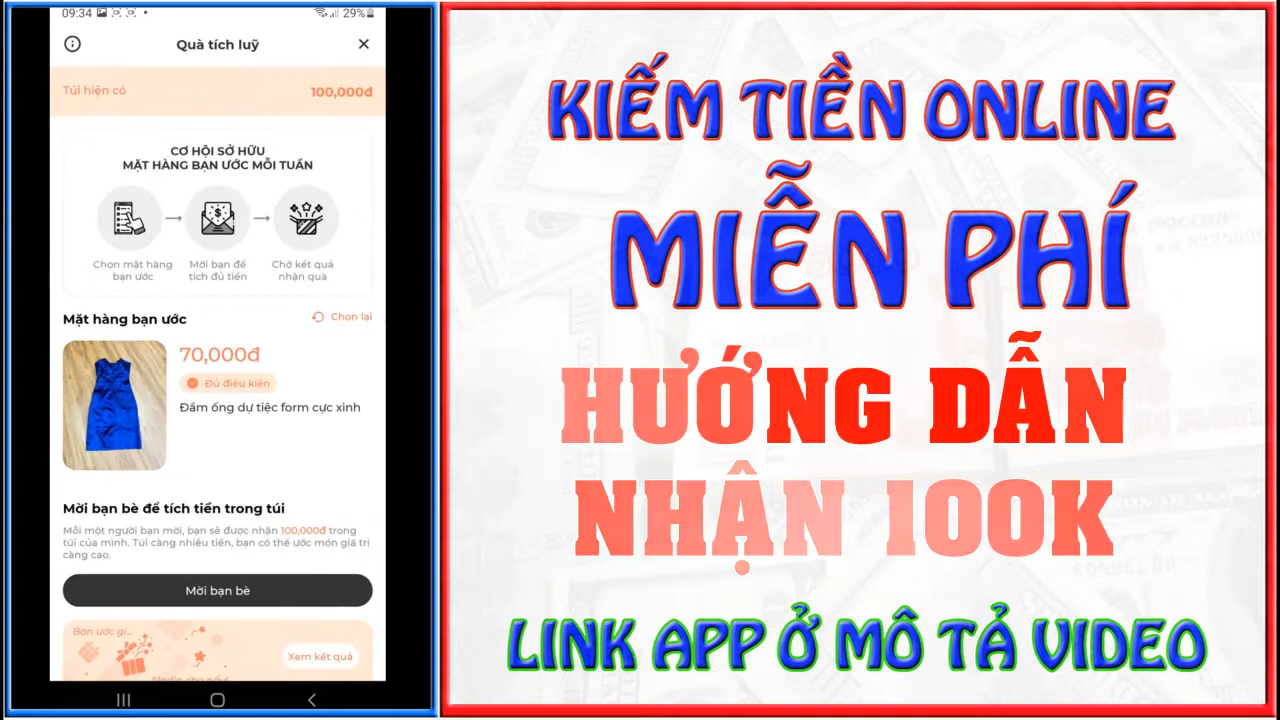 09:34
29%
Quà tích luỹ
Túi hiện có
100,000đ
CƠ HỘI SỞ HỮU
MẶT HÀNG BẠN ƯỚC MỖI TUẦN
Chọn mặt hàng
bạn ước
Mời bạn để
tích đủ tiền
Chờ kết quả
nhận quà
Mặt hàng bạn ước
Chọn lại
70,000đ
Đủ điều kiện
Đầm ống dự tiệc form cực xinh
Mời bạn bè để tích tiền trong túi
Mỗi một người bạn mời, bạn sẽ được nhận 100,000đ trong
túi của mình. Túi càng nhiều tiền, bạn có thể ước món giá trị
càng cao.
Mời bạn bè
Bạn ước gì...
Xem kết quả
KIẾM TIỀN ONLINE
MIỄN PHÍ
HƯỚNG DẪN
NHẬN 100K
LINK APP Ở MÔ TẢ VIDEO